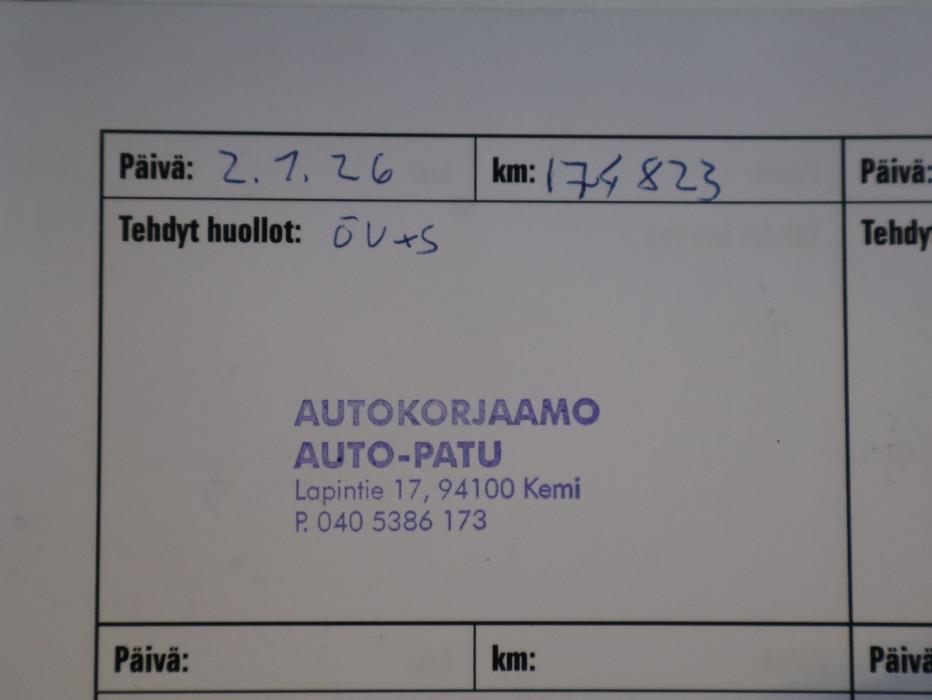 Päivä: 2.1.26 km: 174823 Päivä:
Tehdyt huollot: ÖV+S Tehdy
AUTOKORJAAMO
AUTO-PATU
Lapintie 17, 94100 Kemi
P. 040 5386 173
Päivä: km: Päivä